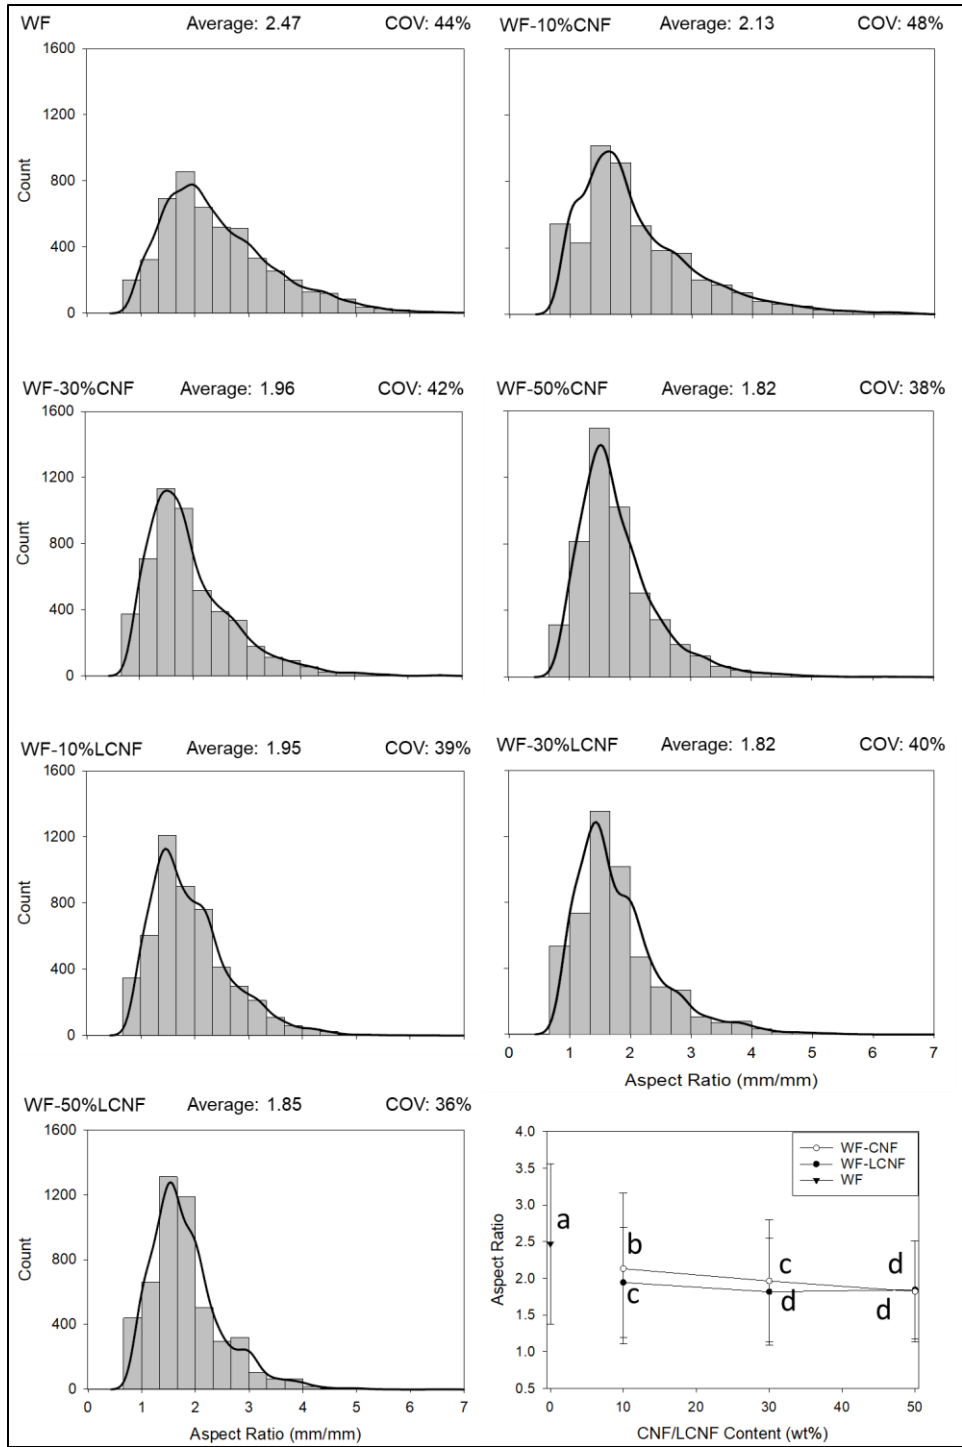 WF Average: 2.47 COV: 44%
WF-10%CNF Average: 2.13 COV: 48%
1600
1200
800
400
0
Count
WF-30%CNF Average: 1.96 COV: 42%
WF-50%CNF Average: 1.82 COV: 38%
1600
1200
800
400
0
Count
WF-10%LCNF Average: 1.95 COV: 39%
WF-30%LCNF Average: 1.82 COV: 40%
1600
1200
800
400
0
Count
0 1 2 3 4 5 6 7
Aspect Ratio (mm/mm)
WF-50%LCNF Average: 1.85 COV: 36%
1600
1200
800
400
0
Count
0 1 2 3 4 5 6 7
Aspect Ratio (mm/mm)
4.0
3.5
3.0
2.5
2.0
1.5
1.0
0.5
Aspect Ratio
WF-CNF
WF-LCNF
WF
a
b
c
c
d
d
d
0 10 20 30 40 50
CNF/LCNF Content (wt%)